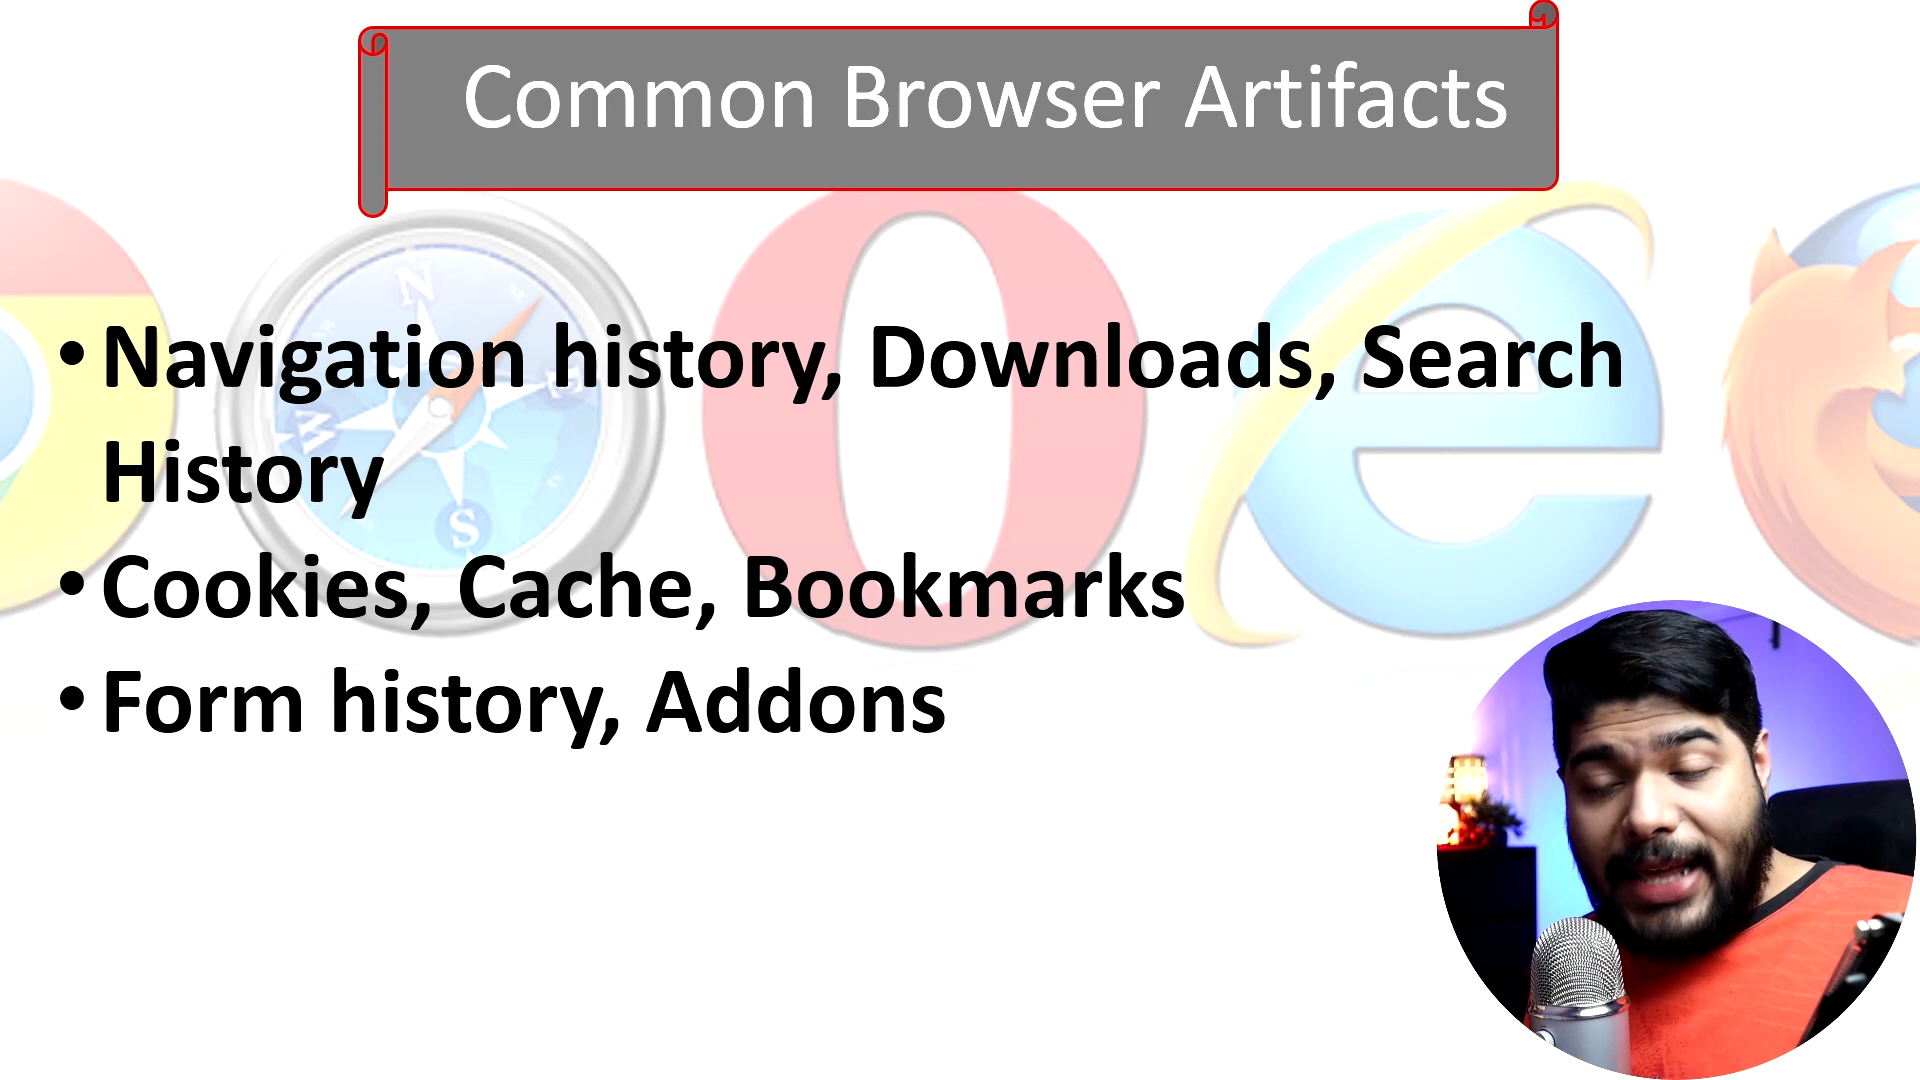 Common Browser Artifacts
• Navigation history, Downloads, Search
History
• Cookies, Cache, Bookmarks
• Form history, Addons
N
W
S